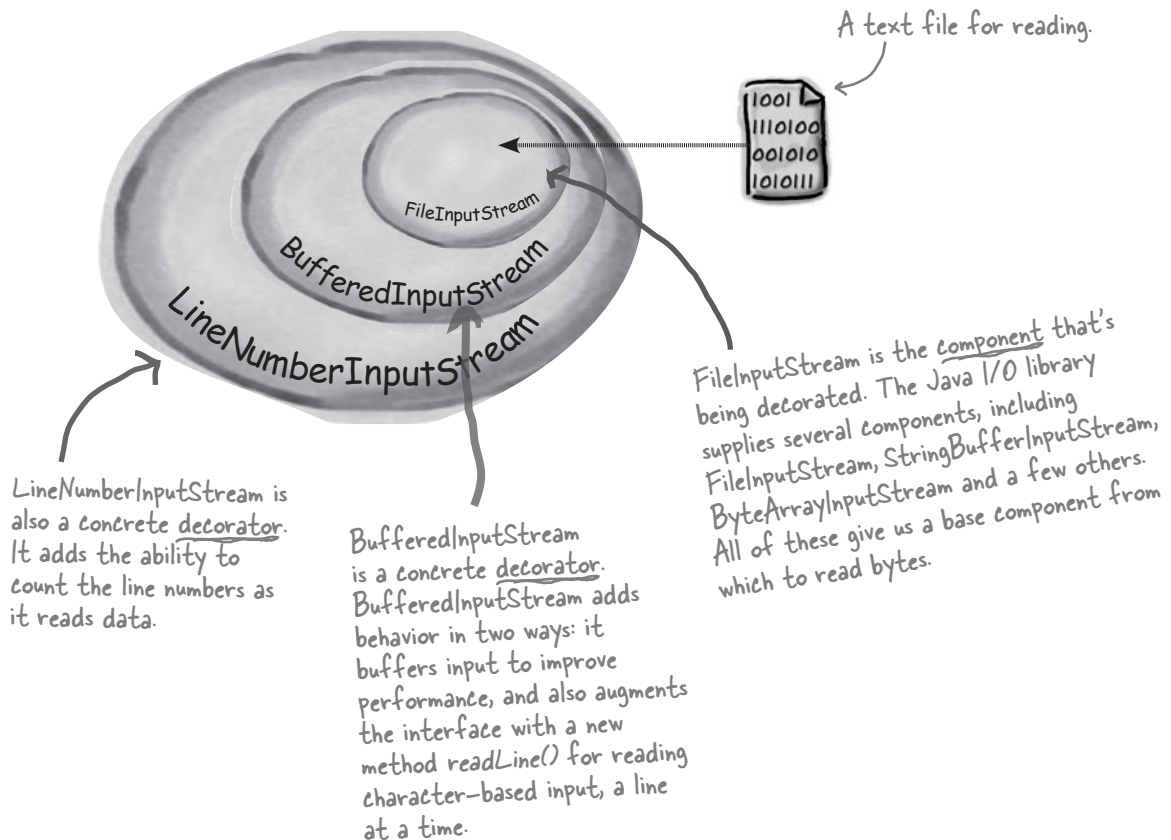 A text file for reading.
1001
1110100
001010
1010111
FileInputStream
BufferedInputStream
LineNumberInputStream
LineNumberInputStream is
also a concrete decorator.
It adds the ability to
count the line numbers as
it reads data.
BufferedInputStream
is a concrete decorator.
BufferedInputStream adds
behavior in two ways: it
buffers input to improve
performance, and also augments
the interface with a new
method readLine() for reading
character-based input, a line
at a time.
FileInputStream is the component that's
being decorated. The Java I/O library
supplies several components, including
FileInputStream, StringBufferInputStream,
ByteArrayInputStream and a few others.
All of these give us a base component from
which to read bytes.